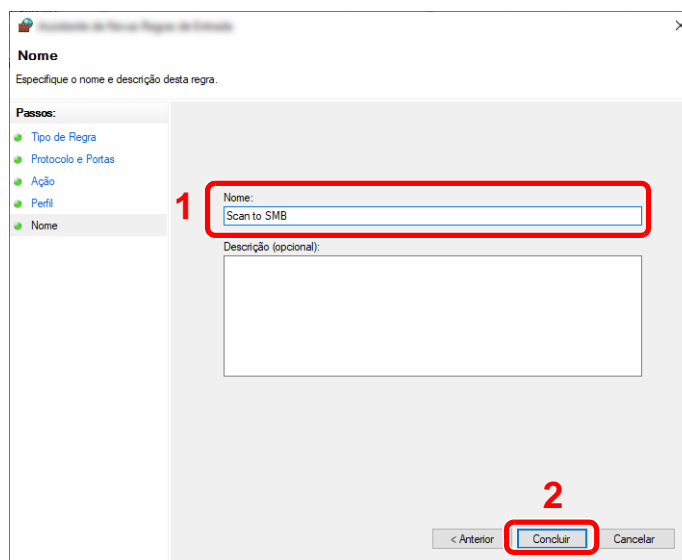 Nome
Especifique o nome e descrição desta regra.
Passos:
Tipo de Regra
Protocolo e Portas
Ação
Perfil
Nome
1
Nome:
Scan to SMB
Descrição (opcional):
2
< Anterior
Concluir
Cancelar